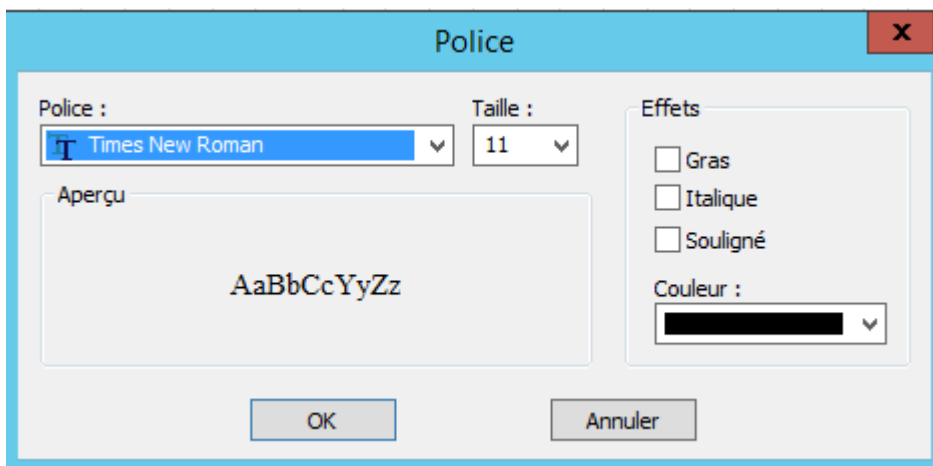 Police
x
Police :
Taille :
Effets
Times New Roman
11
Gras
Aperçu
Italique
Souligné
AaBbCcYyZz
Couleur :
OK
Annuler